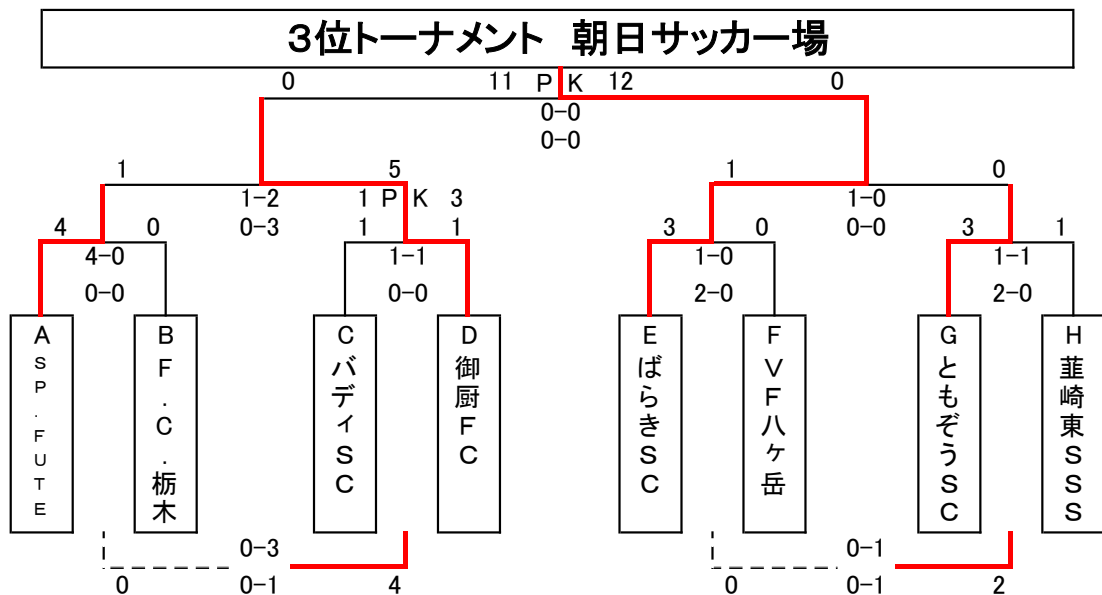 3位トーナメント　朝日サッカー場
0 11 P K 12 0
0-0
0-0
1 5 1 0
1-2 1 P K 3 1-0
4 0 0-3 1 1 3 0 0-0 3 1
4-0 1-1 1-0 1-1
0-0 0-0 2-0 2-0
A SP.FUTE
B F.C.栃木
C バディSC
D 御厨FC
E ばらきSC
F VF八ヶ岳
G ともぞうSC
H 韮崎東SSS
0-3 0-1
0 0-1 4 0 0-1 2